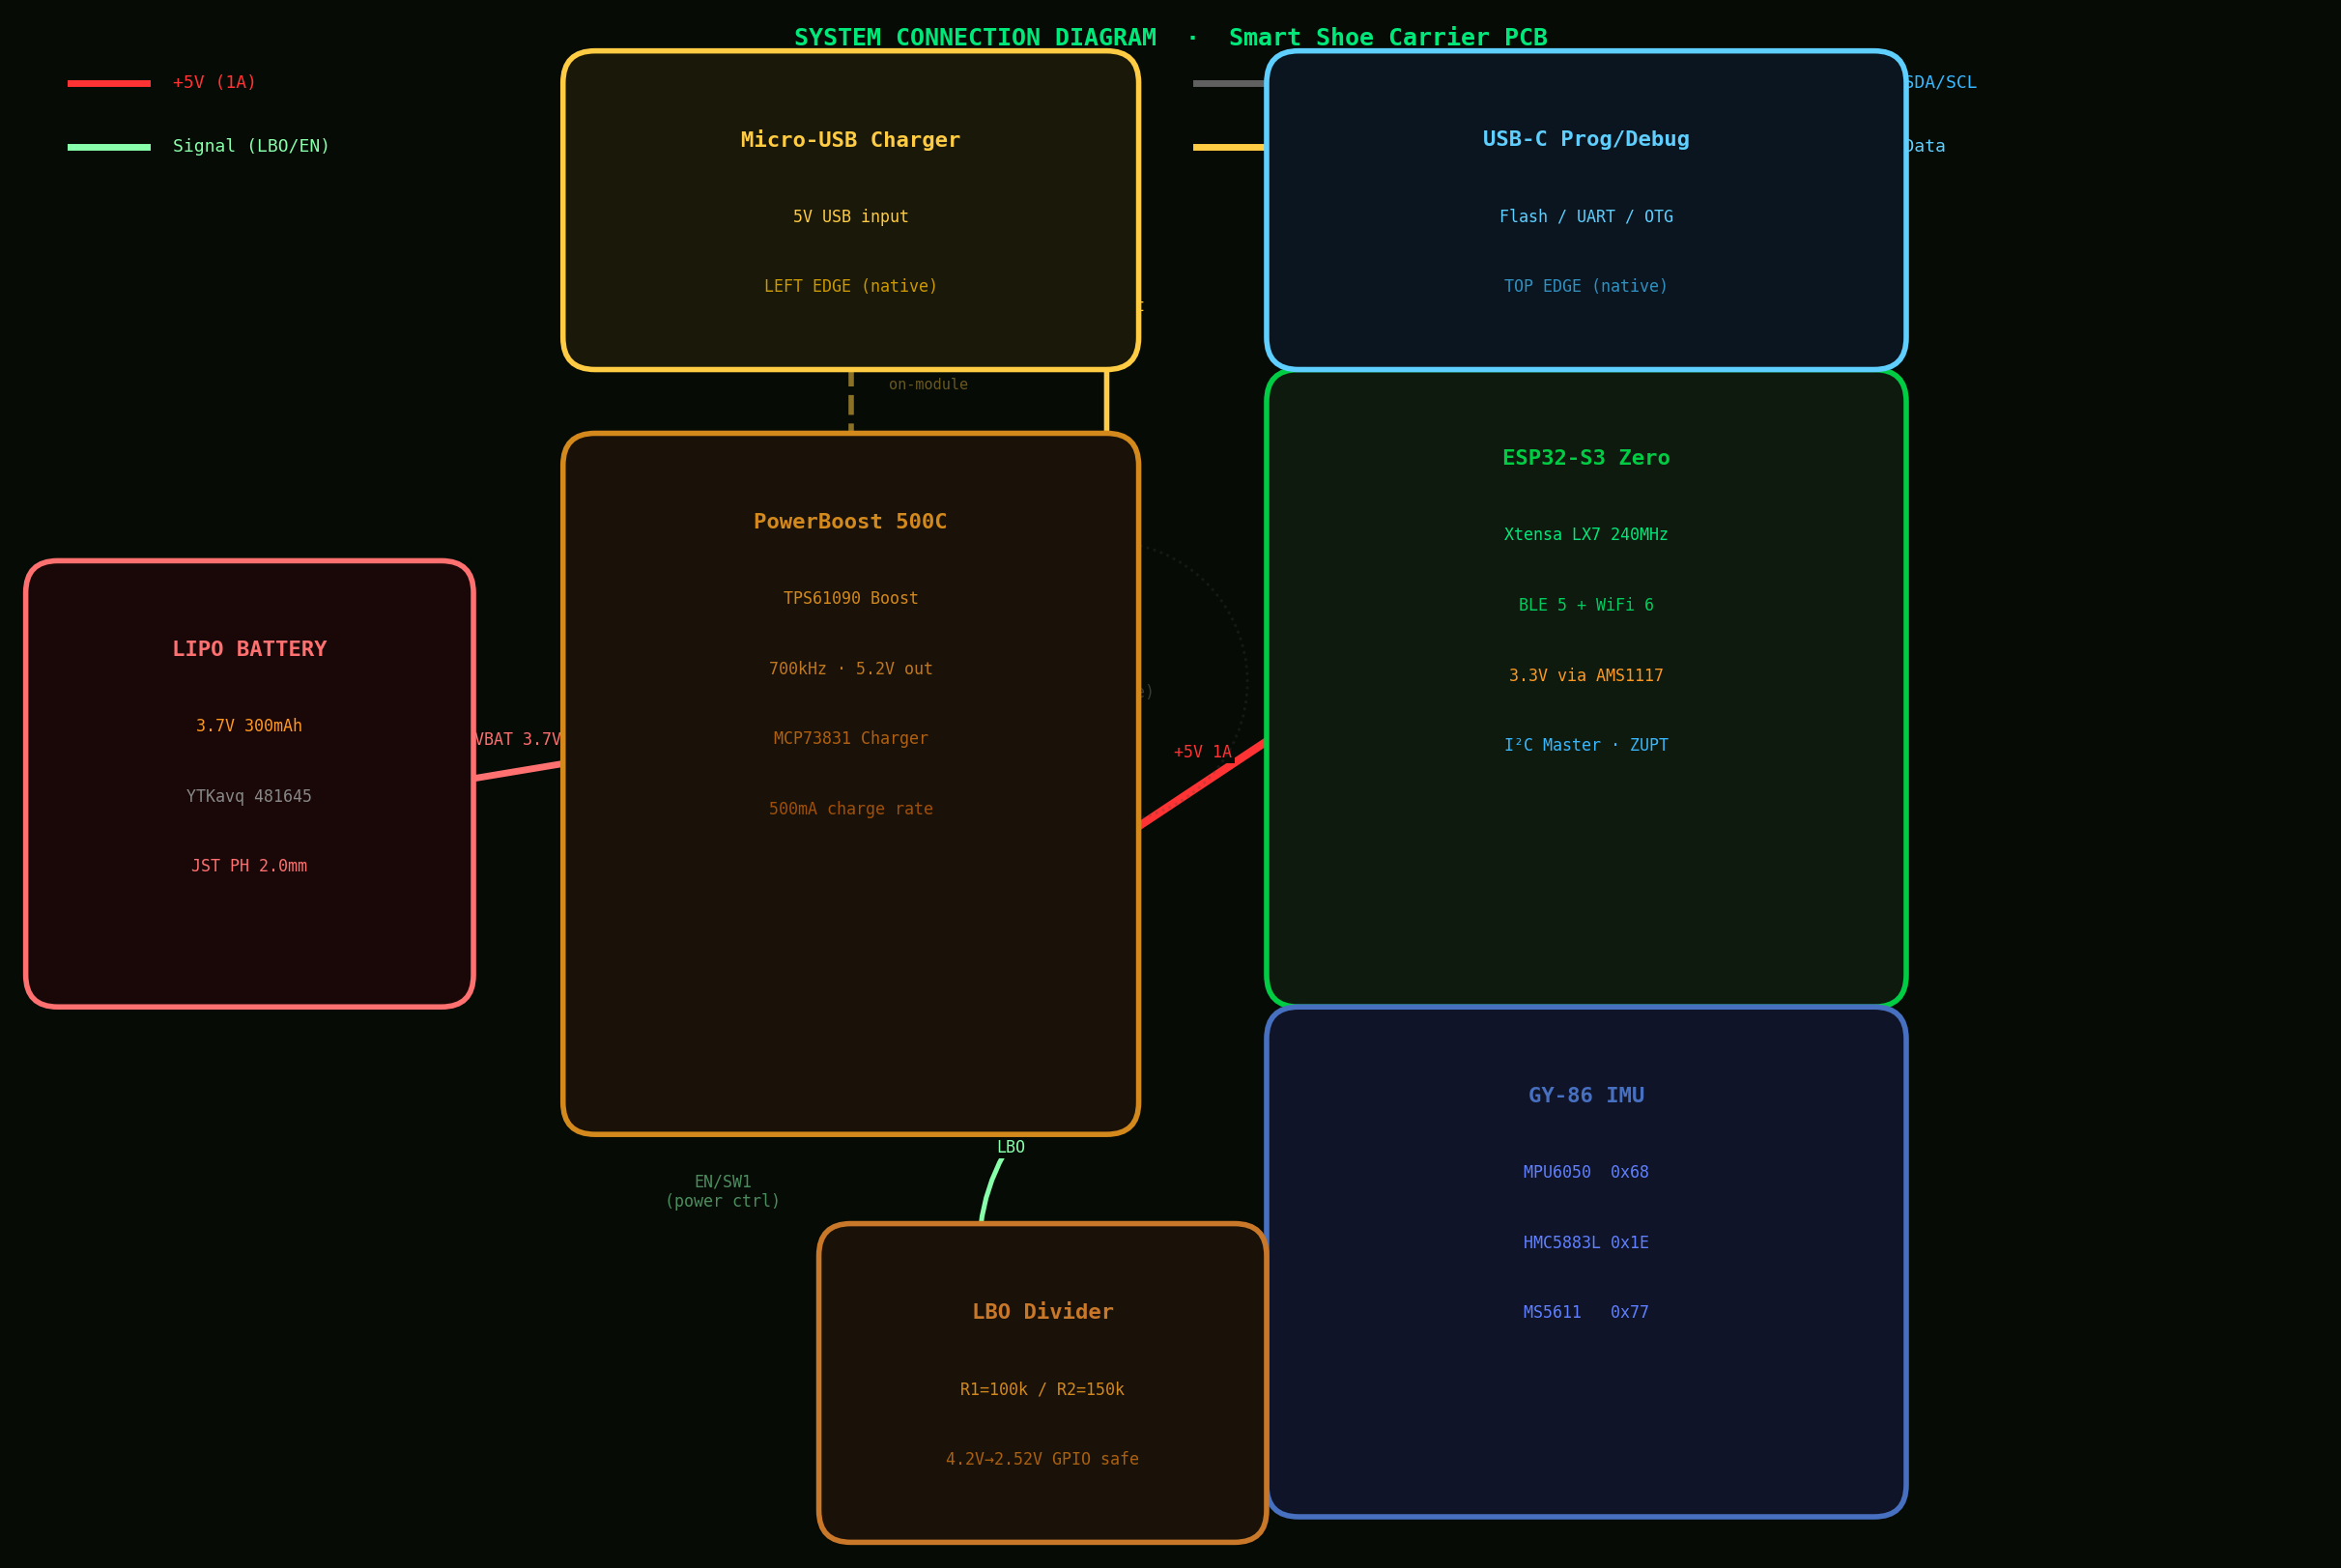 SYSTEM CONNECTION DIAGRAM · Smart Shoe Carrier PCB
+5V (1A)
SDA/SCL
Signal (LBO/EN)
Data
Micro-USB Charger
5V USB input
LEFT EDGE (native)
USB-C Prog/Debug
Flash / UART / OTG
TOP EDGE (native)
on-module
PowerBoost 500C
TPS61090 Boost
700kHz · 5.2V out
MCP73831 Charger
500mA charge rate
ESP32-S3 Zero
Xtensa LX7 240MHz
BLE 5 + WiFi 6
3.3V via AMS1117
I²C Master · ZUPT
LIPO BATTERY
3.7V 300mAh
YTKavq 481645
JST PH 2.0mm
VBAT 3.7V
+5V 1A
LBO
EN/SW1
(power ctrl)
GY-86 IMU
MPU6050 0x68
HMC5883L 0x1E
MS5611 0x77
LBO Divider
R1=100k / R2=150k
4.2V→2.52V GPIO safe